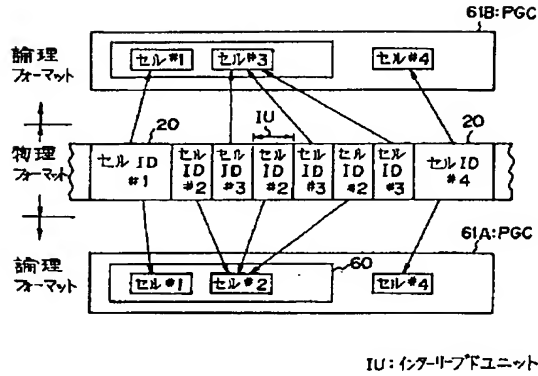 61B:PGC
論理
フォーマット
セル#1
セル#3
セル#4
20
IU
20
物理
フォーマット
セル ID
#1
セル
ID
#2
セル
ID
#3
セル
ID
#2
セル
ID
#3
セル
ID
#2
セル
ID
#3
セル ID
#4
61A:PGC
論理
フォーマット
60
セル#1
セル#2
セル#4
IU:インターリーブドユニット